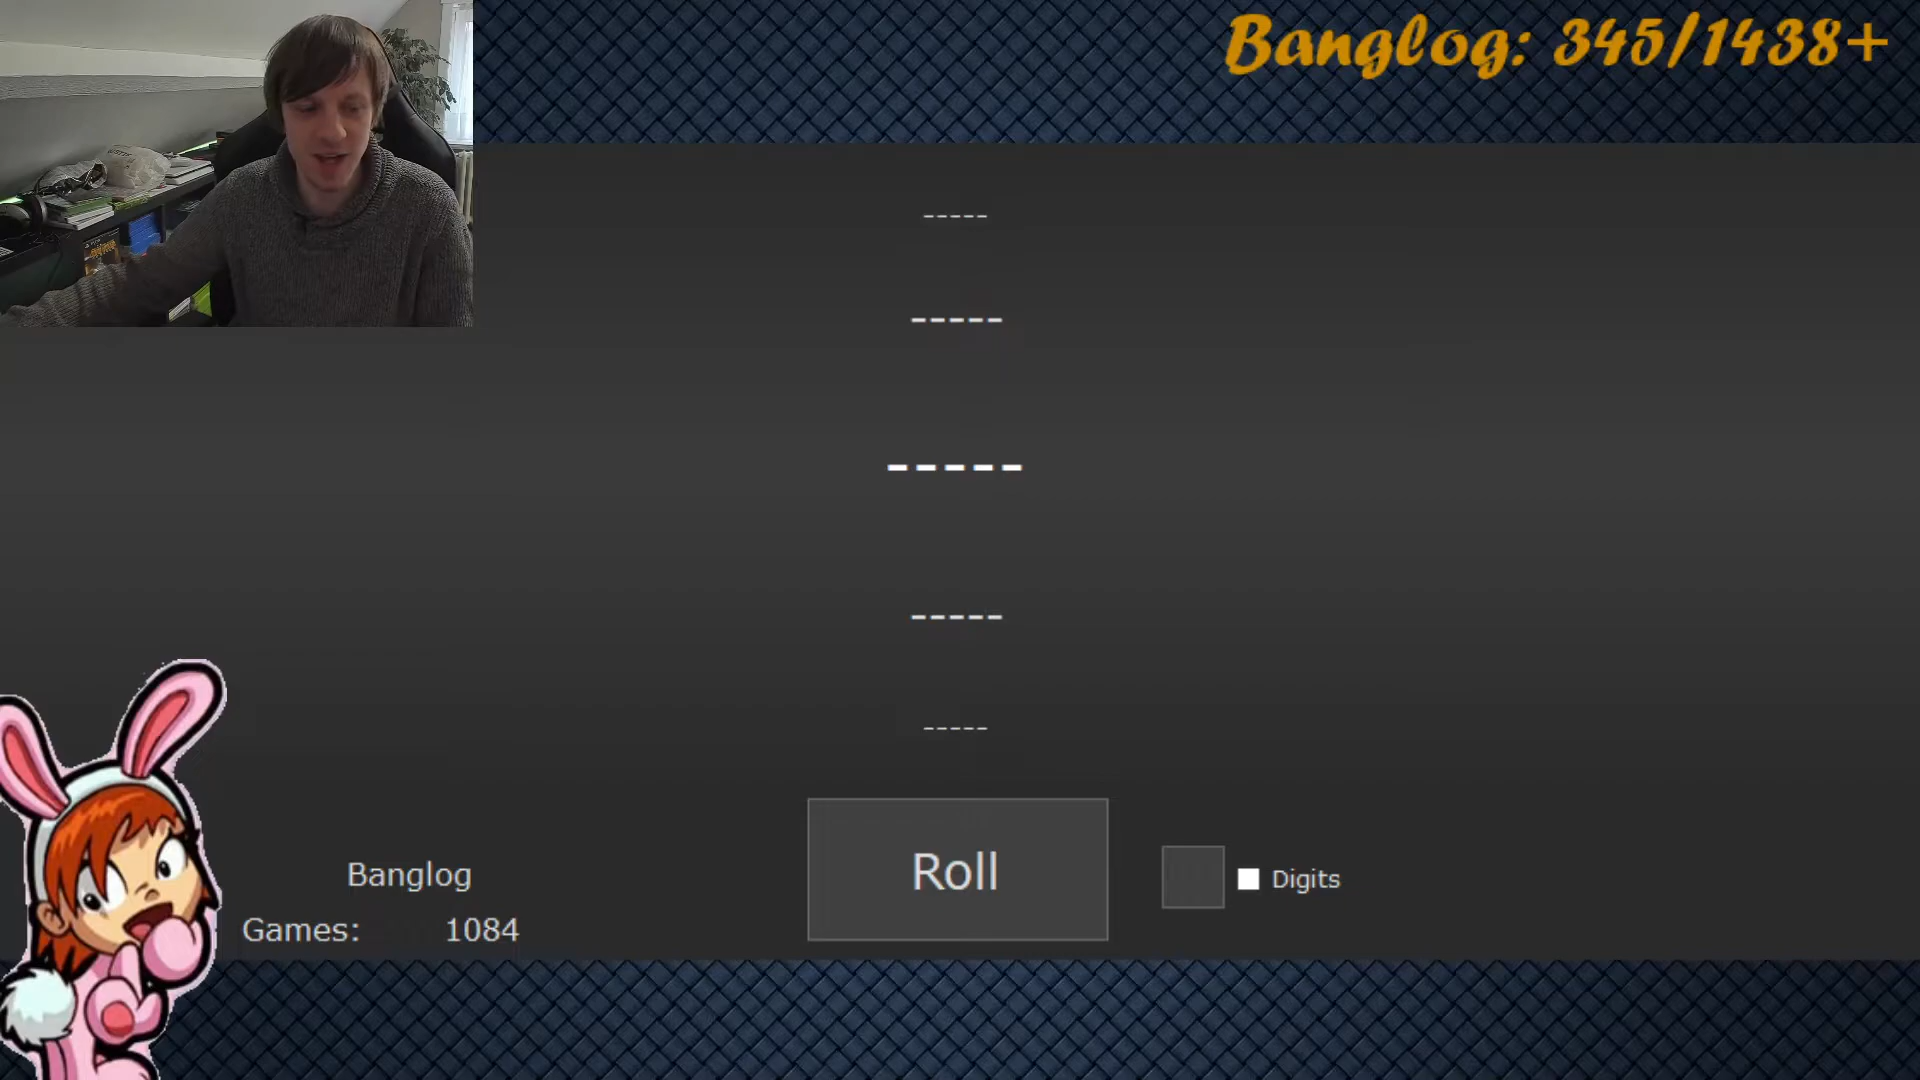 Banglog: 345/1438+
-----
-----
-----
-----
-----
Roll
Digits
Banglog
Games: 1084